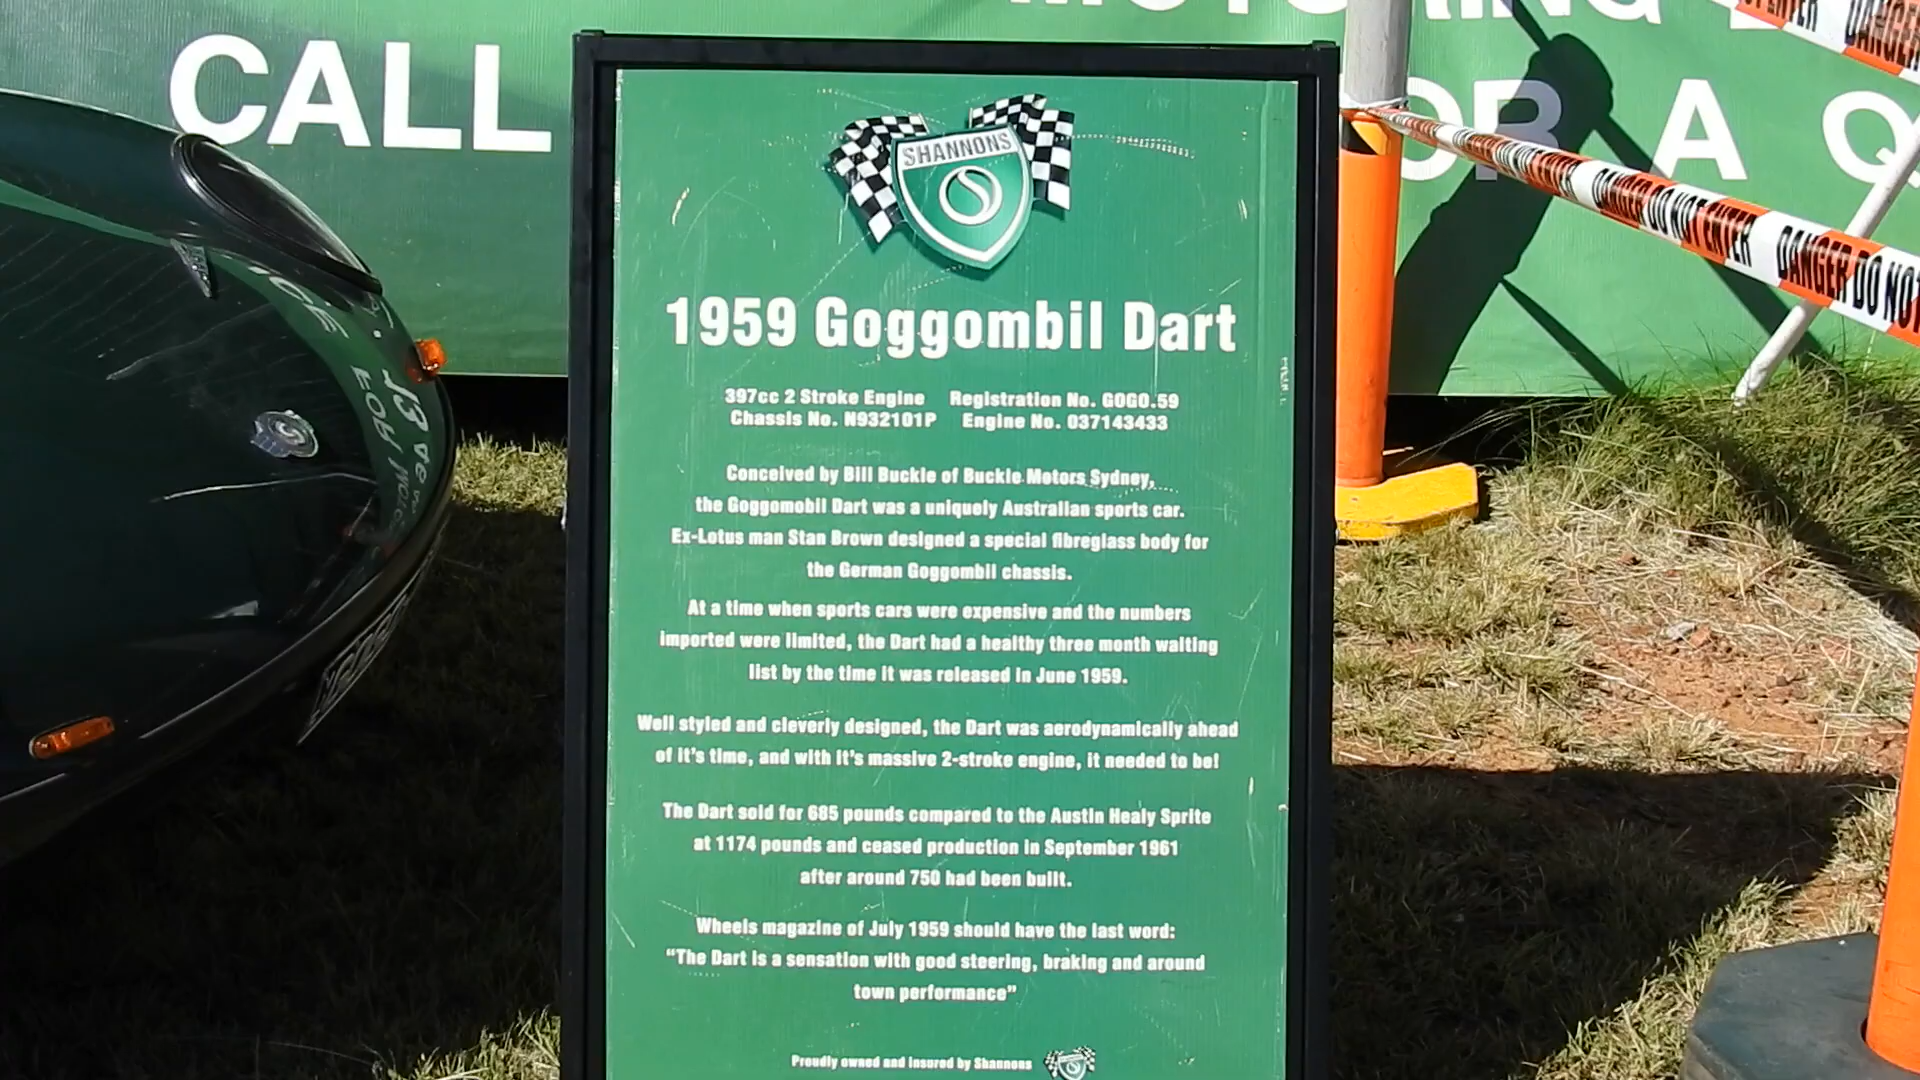 MOTORING
CALL
OR A Q
DANGER
DANGER DO NOT ENTER
DANGER DO NOT
SHANNONS
1959 Goggombil Dart
397cc 2 Stroke Engine Registration No. GOGO.59
Chassis No. N932101P Engine No. 037143433
Conceived by Bill Buckle of Buckle Motors Sydney,
the Goggomobil Dart was a uniquely Australian sports car.
Ex-Lotus man Stan Brown designed a special fibreglass body for
the German Goggombil chassis.
At a time when sports cars were expensive and the numbers
imported were limited, the Dart had a healthy three month waiting
list by the time it was released in June 1959.
Well styled and cleverly designed, the Dart was aerodynamically ahead
of it's time, and with it's massive 2-stroke engine, it needed to be!
The Dart sold for 685 pounds compared to the Austin Healy Sprite
at 1174 pounds and ceased production in September 1961
after around 750 had been built.
Wheels magazine of July 1959 should have the last word:
"The Dart is a sensation with good steering, braking and around
town performance"
Proudly owned and insured by Shannons